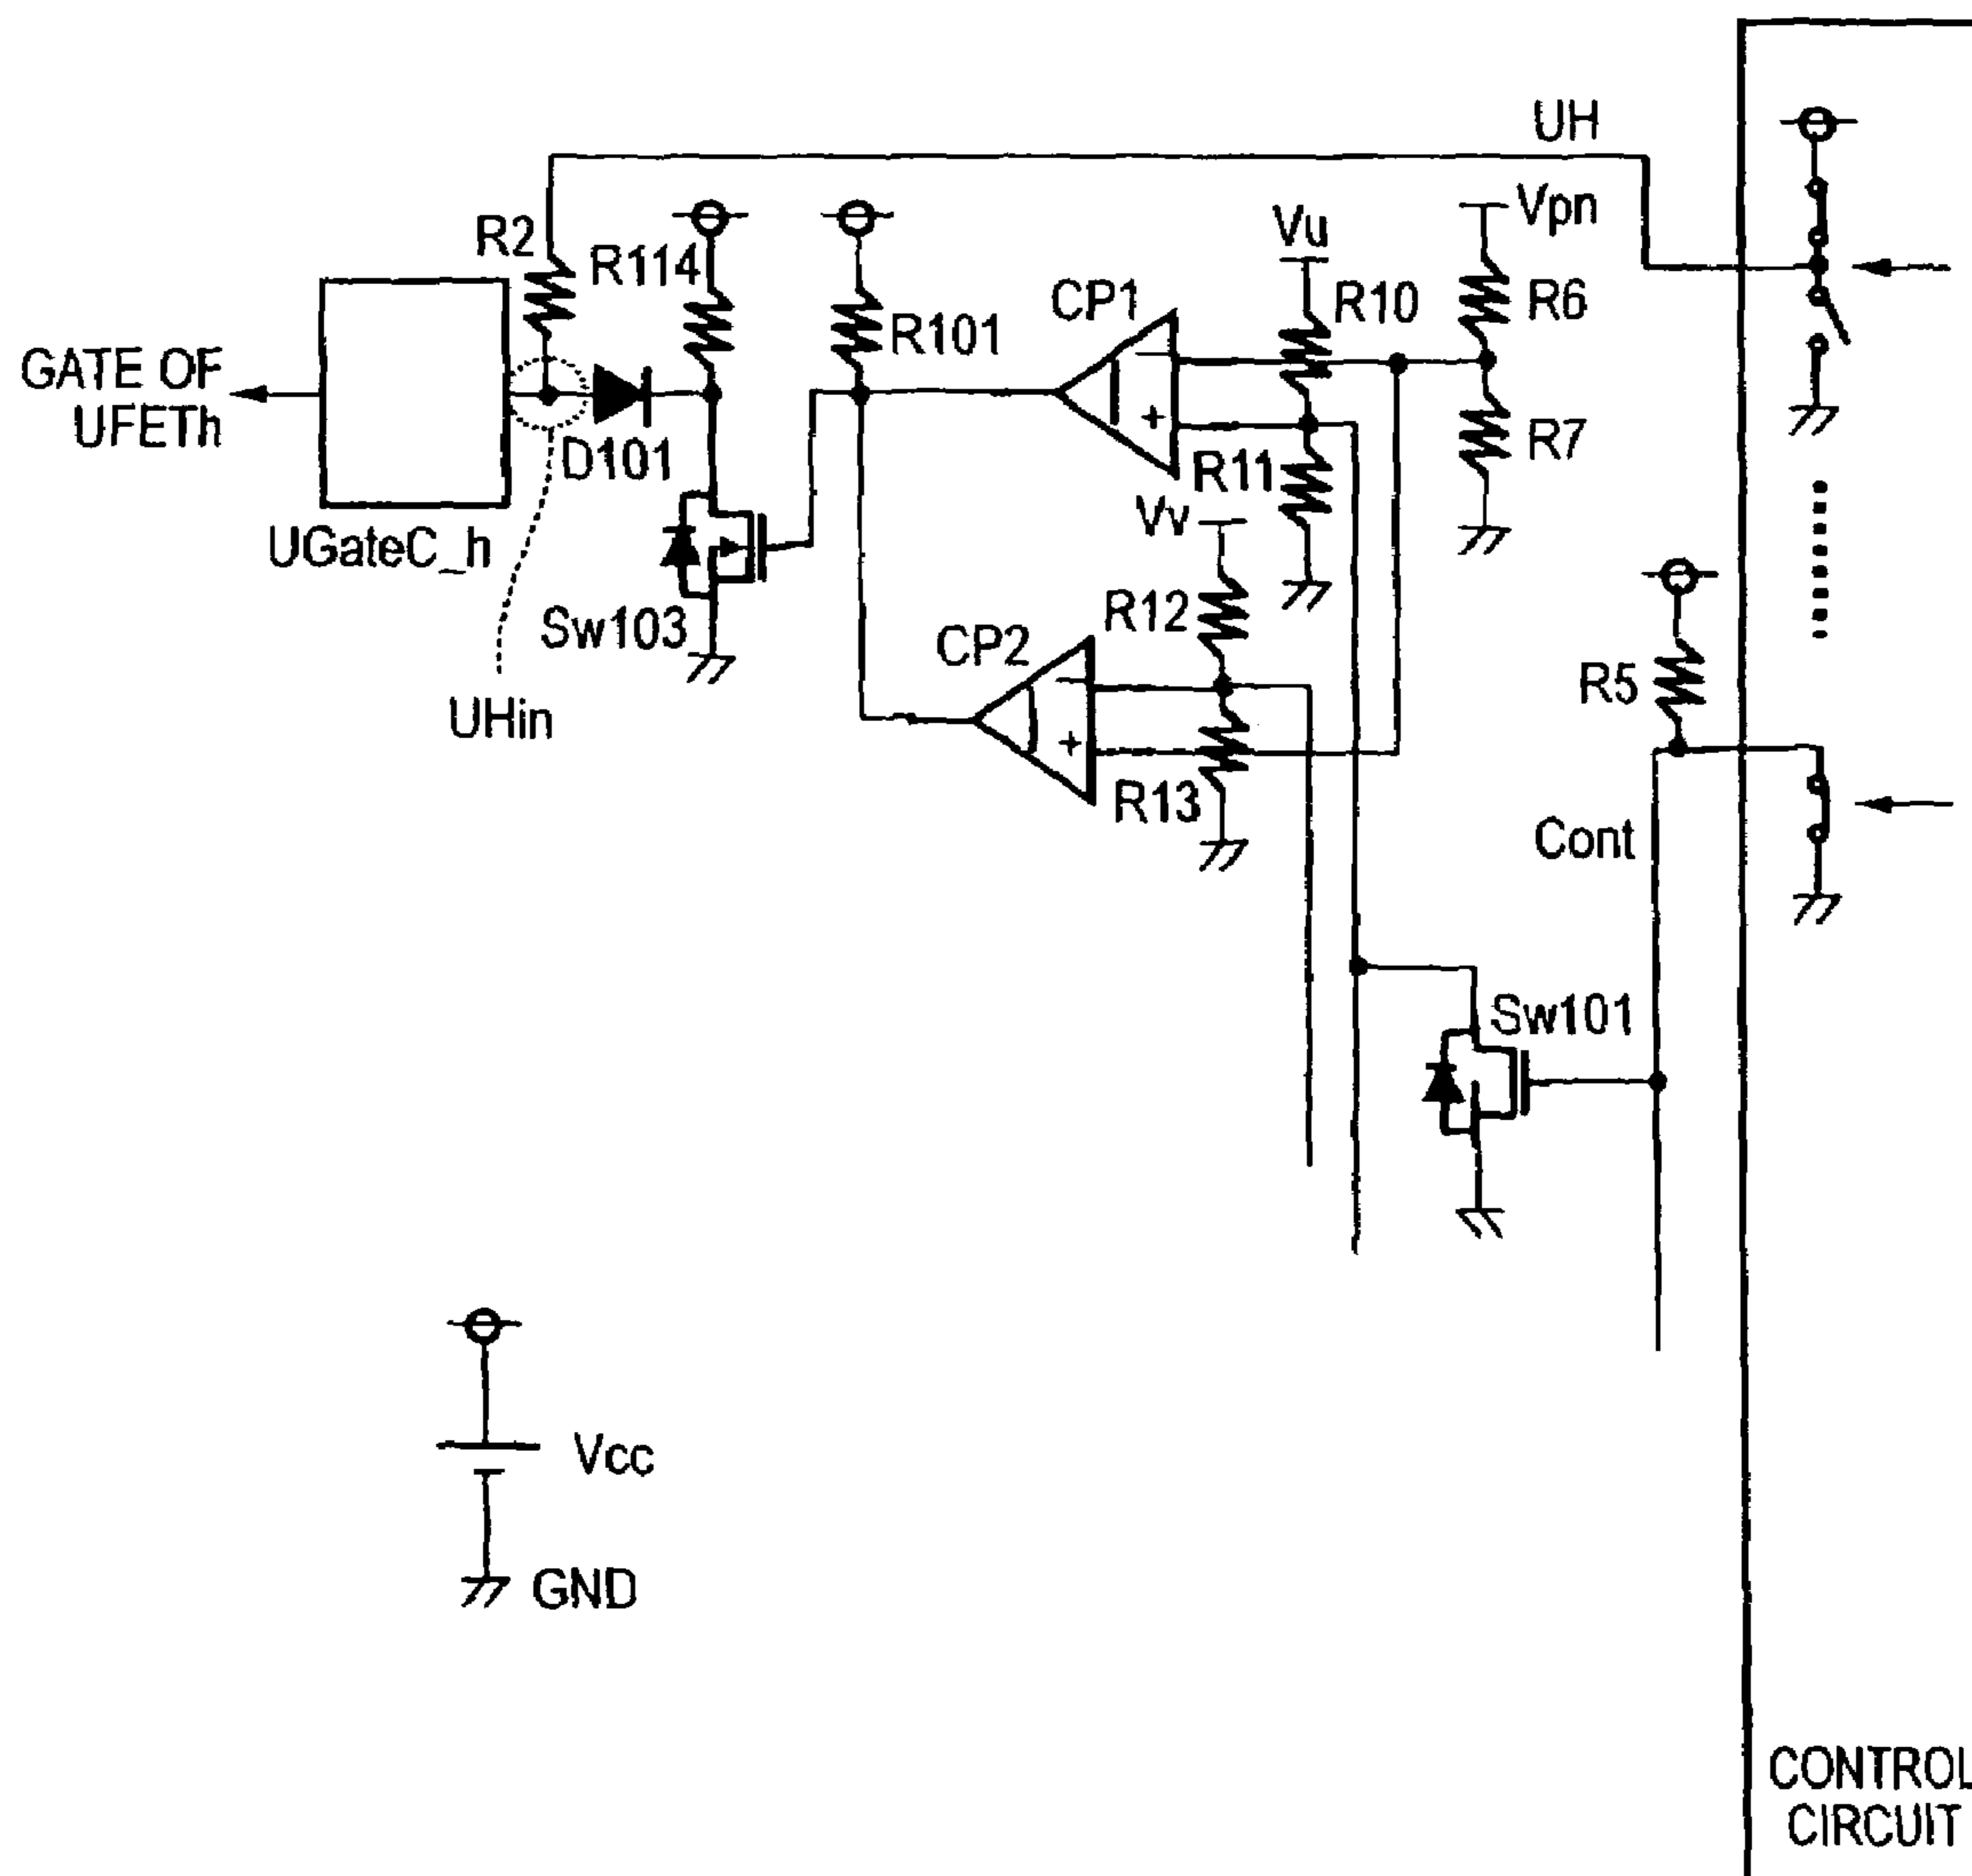 UH
Vpn
Vu
R2
R114
R10
R6
CP1
R101
GATE OF
UFETh
R7
D101
R11
Vv
UGateC_h
R12
Sw103
CP2
R5
UHin
R13
Cont
Sw101
Vcc
GND
CONTROL
CIRCUIT